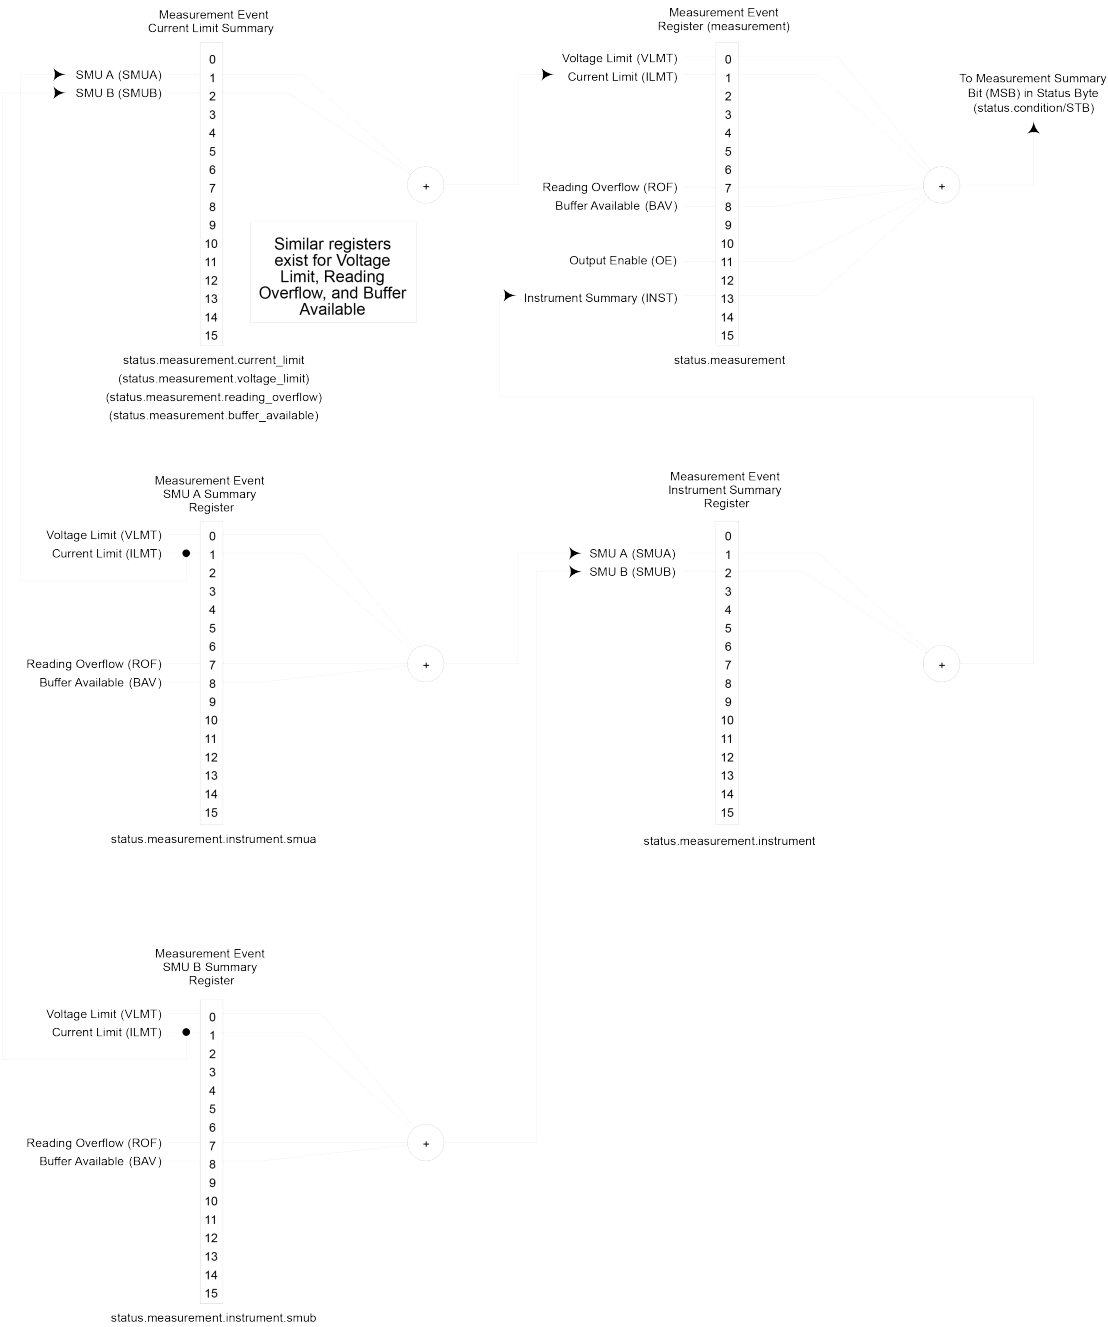 Measurement Event
Current Limit Summary
SMU A (SMUA)
SMU B (SMUB)
0
1
2
3
4
5
6
7
8
9
10
11
12
13
14
15
+
Similar registers
exist for Voltage
Limit, Reading
Overflow, and Buffer
Available
status.measurement.current_limit
(status.measurement.voltage_limit)
(status.measurement.reading_overflow)
(status.measurement.buffer_available)
Measurement Event
Register (measurement)
Voltage Limit (VLMT)
Current Limit (ILMT)
Reading Overflow (ROF)
Buffer Available (BAV)
Output Enable (OE)
Instrument Summary (INST)
0
1
2
3
4
5
6
7
8
9
10
11
12
13
14
15
+
status.measurement
To Measurement Summary
Bit (MSB) in Status Byte
(status.condition/STB)
Measurement Event
SMU A Summary
Register
Voltage Limit (VLMT)
Current Limit (ILMT)
Reading Overflow (ROF)
Buffer Available (BAV)
0
1
2
3
4
5
6
7
8
9
10
11
12
13
14
15
+
status.measurement.instrument.smua
Measurement Event
Instrument Summary
Register
SMU A (SMUA)
SMU B (SMUB)
0
1
2
3
4
5
6
7
8
9
10
11
12
13
14
15
+
status.measurement.instrument
Measurement Event
SMU B Summary
Register
Voltage Limit (VLMT)
Current Limit (ILMT)
Reading Overflow (ROF)
Buffer Available (BAV)
0
1
2
3
4
5
6
7
8
9
10
11
12
13
14
15
+
status.measurement.instrument.smub